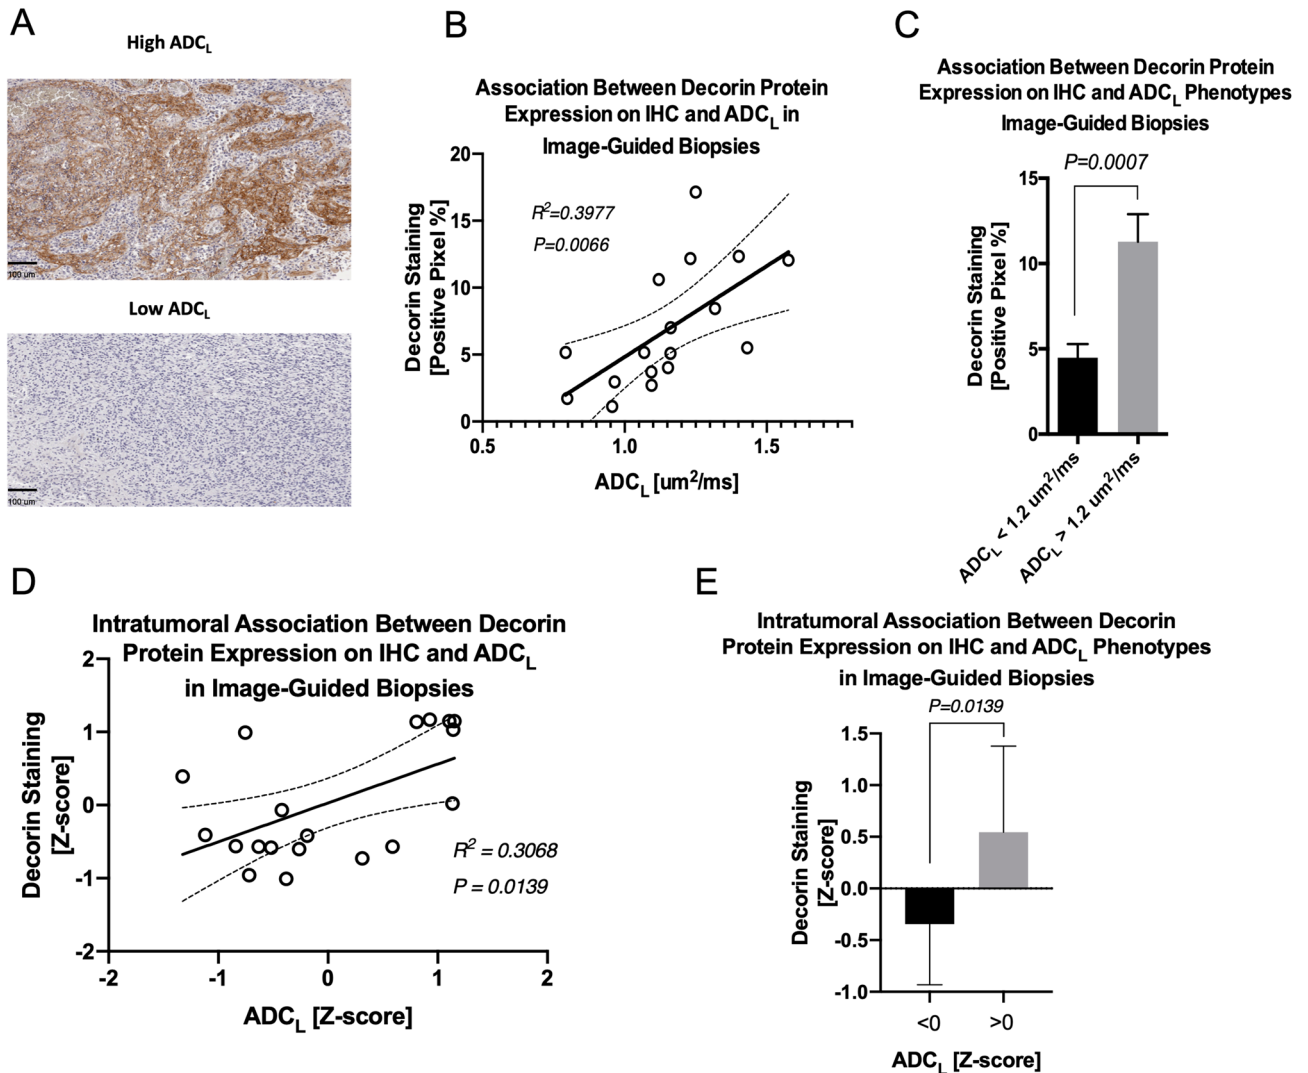 A
High ADCL
100 um
Low ADCL
100 um
B
Association Between Decorin Protein
Expression on IHC and ADCL in
Image-Guided Biopsies
R2=0.3977
P=0.0066
Decorin Staining
[Positive Pixel %]
20
15
10
5
0
0.5 1.0 1.5
ADCL [um2/ms]
C
Association Between Decorin Protein
Expression on IHC and ADCL Phenotypes
Image-Guided Biopsies
P=0.0007
Decorin Staining
[Positive Pixel %]
15
10
5
0
ADCL < 1.2 um2/ms
ADCL > 1.2 um2/ms
D
Intratumoral Association Between Decorin
Protein Expression on IHC and ADCL
in Image-Guided Biopsies
Decorin Staining
[Z-score]
2
1
0
-1
-2
R2 = 0.3068
P = 0.0139
-2 -1 0 1 2
ADCL [Z-score]
E
Intratumoral Association Between Decorin
Protein Expression on IHC and ADCL Phenotypes
in Image-Guided Biopsies
P=0.0139
Decorin Staining
[Z-score]
1.5
1.0
0.5
0.0
-0.5
-1.0
<0 >0
ADCL [Z-score]